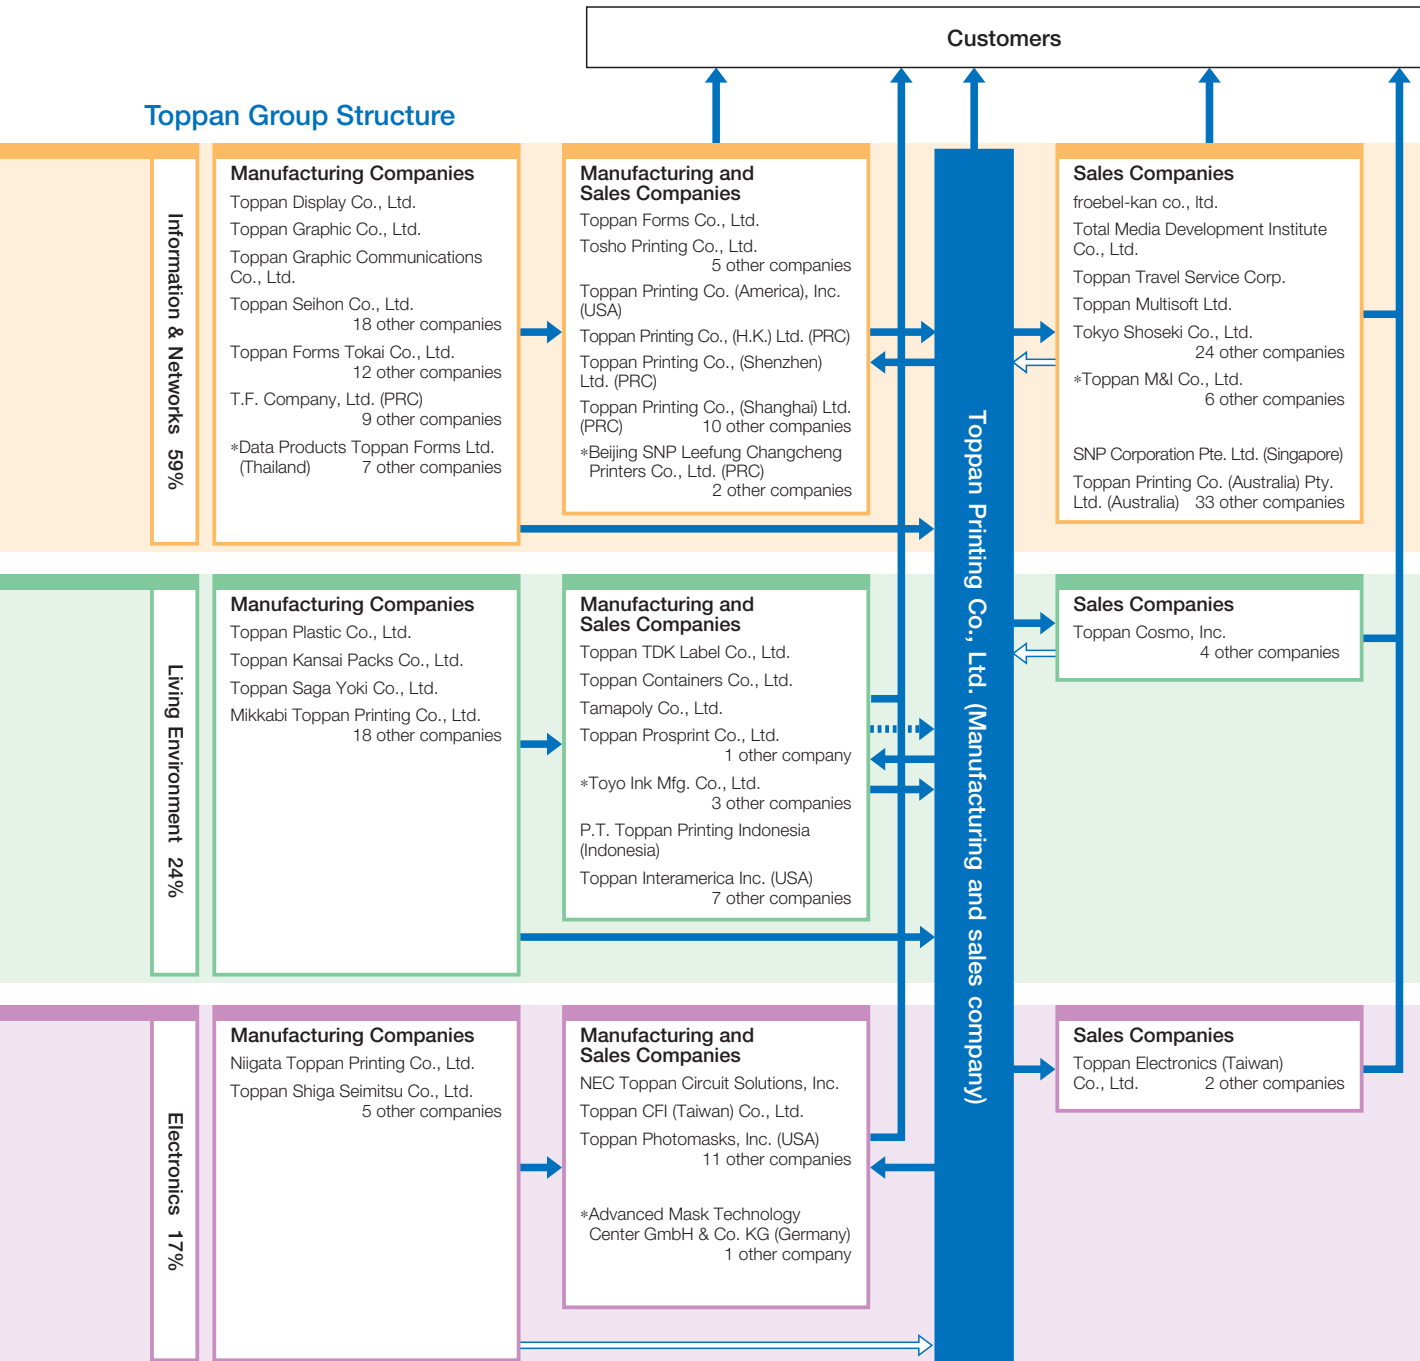 Customers
Toppan Group Structure
Information & Networks 59%
Manufacturing Companies
Toppan Display Co., Ltd.
Toppan Graphic Co., Ltd.
Toppan Graphic Communications
Co., Ltd.
Toppan Seihon Co., Ltd.
18 other companies
Toppan Forms Tokai Co., Ltd.
12 other companies
T.F. Company, Ltd. (PRC)
9 other companies
*Data Products Toppan Forms Ltd.
(Thailand) 7 other companies
Manufacturing and
Sales Companies
Toppan Forms Co., Ltd.
Tosho Printing Co., Ltd.
5 other companies
Toppan Printing Co. (America), Inc.
(USA)
Toppan Printing Co., (H.K.) Ltd. (PRC)
Toppan Printing Co., (Shenzhen)
Ltd. (PRC)
Toppan Printing Co., (Shanghai) Ltd.
(PRC) 10 other companies
*Beijing SNP Leefung Changcheng
Printers Co., Ltd. (PRC)
2 other companies
Toppan Printing Co., Ltd. (Manufacturing and sales company)
Sales Companies
froebel-kan co., ltd.
Total Media Development Institute
Co., Ltd.
Toppan Travel Service Corp.
Toppan Multisoft Ltd.
Tokyo Shoseki Co., Ltd.
24 other companies
*Toppan M&I Co., Ltd.
6 other companies
SNP Corporation Pte. Ltd. (Singapore)
Toppan Printing Co. (Australia) Pty.
Ltd. (Australia) 33 other companies
Living Environment 24%
Manufacturing Companies
Toppan Plastic Co., Ltd.
Toppan Kansai Packs Co., Ltd.
Toppan Saga Yoki Co., Ltd.
Mikkabi Toppan Printing Co., Ltd.
18 other companies
Manufacturing and
Sales Companies
Toppan TDK Label Co., Ltd.
Toppan Containers Co., Ltd.
Tamapoly Co., Ltd.
Toppan Prosprint Co., Ltd.
1 other company
*Toyo Ink Mfg. Co., Ltd.
3 other companies
P.T. Toppan Printing Indonesia
(Indonesia)
Toppan Interamerica Inc. (USA)
7 other companies
Sales Companies
Toppan Cosmo, Inc.
4 other companies
Electronics 17%
Manufacturing Companies
Niigata Toppan Printing Co., Ltd.
Toppan Shiga Seimitsu Co., Ltd.
5 other companies
Manufacturing and
Sales Companies
NEC Toppan Circuit Solutions, Inc.
Toppan CFI (Taiwan) Co., Ltd.
Toppan Photomasks, Inc. (USA)
11 other companies
*Advanced Mask Technology
Center GmbH & Co. KG (Germany)
1 other company
Sales Companies
Toppan Electronics (Taiwan)
Co., Ltd. 2 other companies